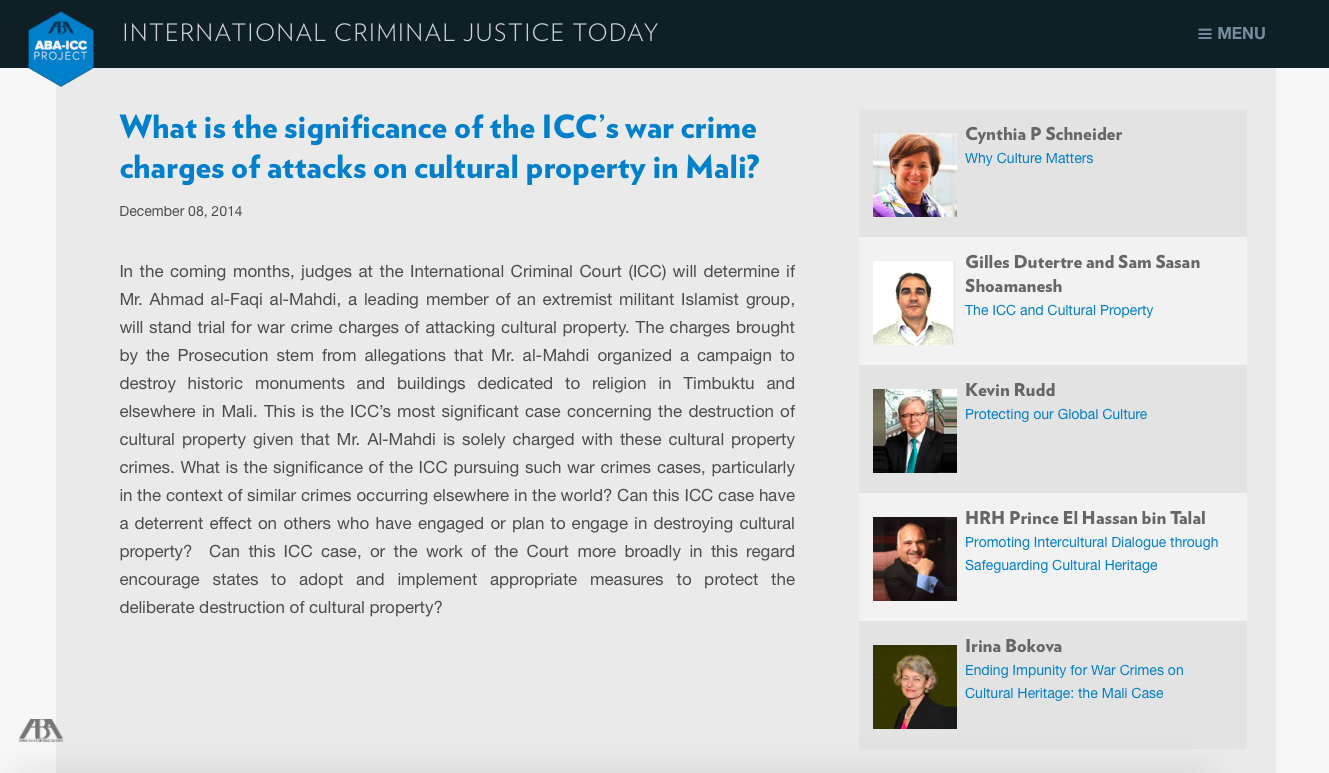 ABA
ABA-ICC
PROJECT
INTERNATIONAL CRIMINAL JUSTICE TODAY
≡ MENU
What is the significance of the ICC’s war crime
charges of attacks on cultural property in Mali?
December 08, 2014
In the coming months, judges at the International Criminal Court (ICC) will determine if
Mr. Ahmad al-Faqi al-Mahdi, a leading member of an extremist militant Islamist group,
will stand trial for war crime charges of attacking cultural property. The charges brought
by the Prosecution stem from allegations that Mr. al-Mahdi organized a campaign to
destroy historic monuments and buildings dedicated to religion in Timbuktu and
elsewhere in Mali. This is the ICC’s most significant case concerning the destruction of
cultural property given that Mr. Al-Mahdi is solely charged with these cultural property
crimes. What is the significance of the ICC pursuing such war crimes cases, particularly
in the context of similar crimes occurring elsewhere in the world? Can this ICC case have
a deterrent effect on others who have engaged or plan to engage in destroying cultural
property?  Can this ICC case, or the work of the Court more broadly in this regard
encourage states to adopt and implement appropriate measures to protect the
deliberate destruction of cultural property?
Cynthia P Schneider
Why Culture Matters
Gilles Dutertre and Sam Sasan
Shoamanesh
The ICC and Cultural Property
Kevin Rudd
Protecting our Global Culture
HRH Prince El Hassan bin Talal
Promoting Intercultural Dialogue through
Safeguarding Cultural Heritage
Irina Bokova
Ending Impunity for War Crimes on
Cultural Heritage: the Mali Case
ABA